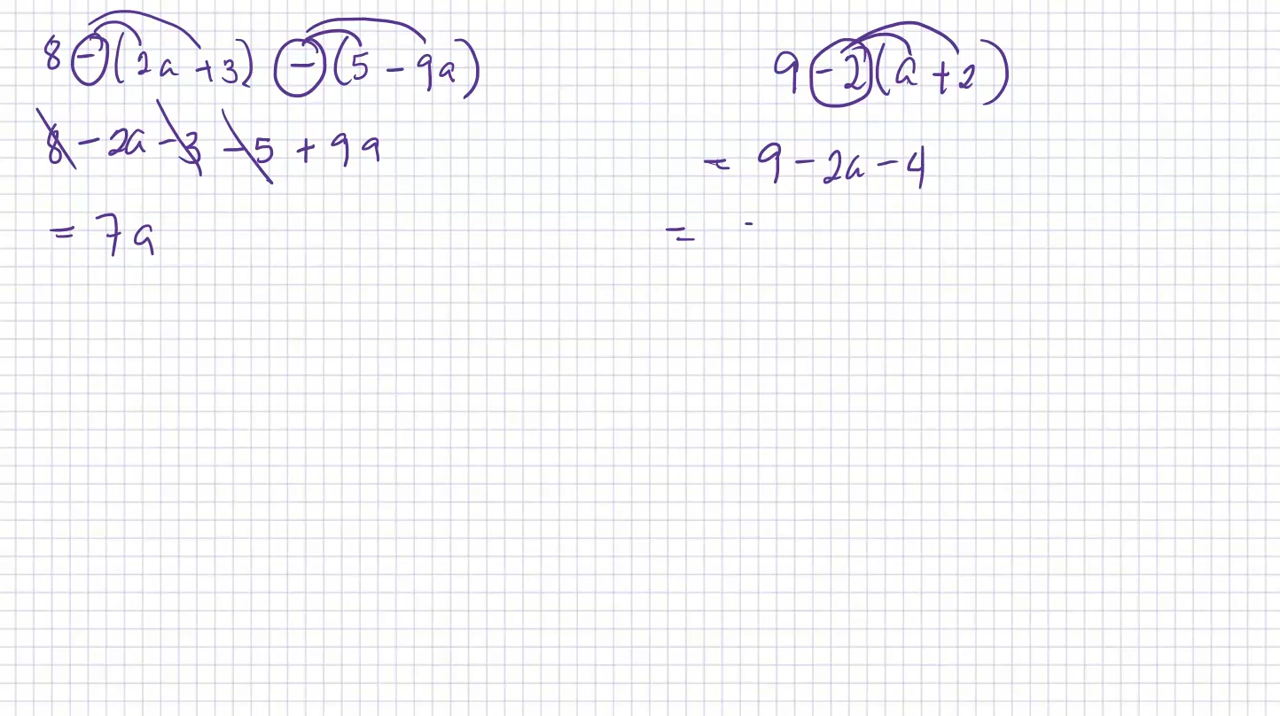 8 - (2a + 3) - (5 - 9a)
8 - 2a - 3 - 5 + 9a
= 7a
9 - 2(a + 2)
= 9 - 2a - 4
=